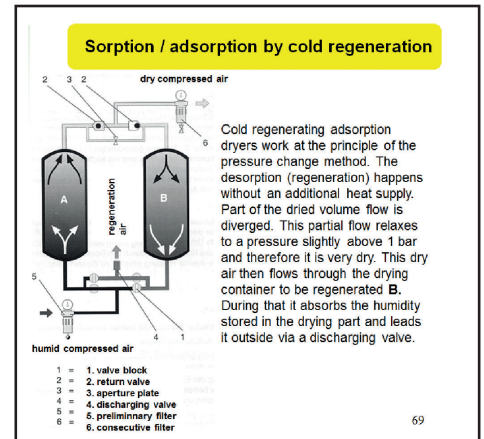 Sorption / adsorption by cold regeneration
dry compressed air
2 3 2
6
A
B
regeneration
air
5
4 1
humid compressed air
1 = 1. valve block
2 = 2. return valve
3 = 3. aperture plate
4 = 4. discharging valve
5 = 5. preliminnary filter
6 = 6. consecutive filter
Cold regenerating adsorption
dryers work at the principle of the
pressure change method. The
desorption (regeneration) happens
without an additional heat supply.
Part of the dried volume flow is
diverged. This partial flow relaxes
to a pressure slightly above 1 bar
and therefore it is very dry. This dry
air then flows through the drying
container to be regenerated B.
During that it absorbs the humidity
stored in the drying part and leads
it outside via a discharging valve.
69